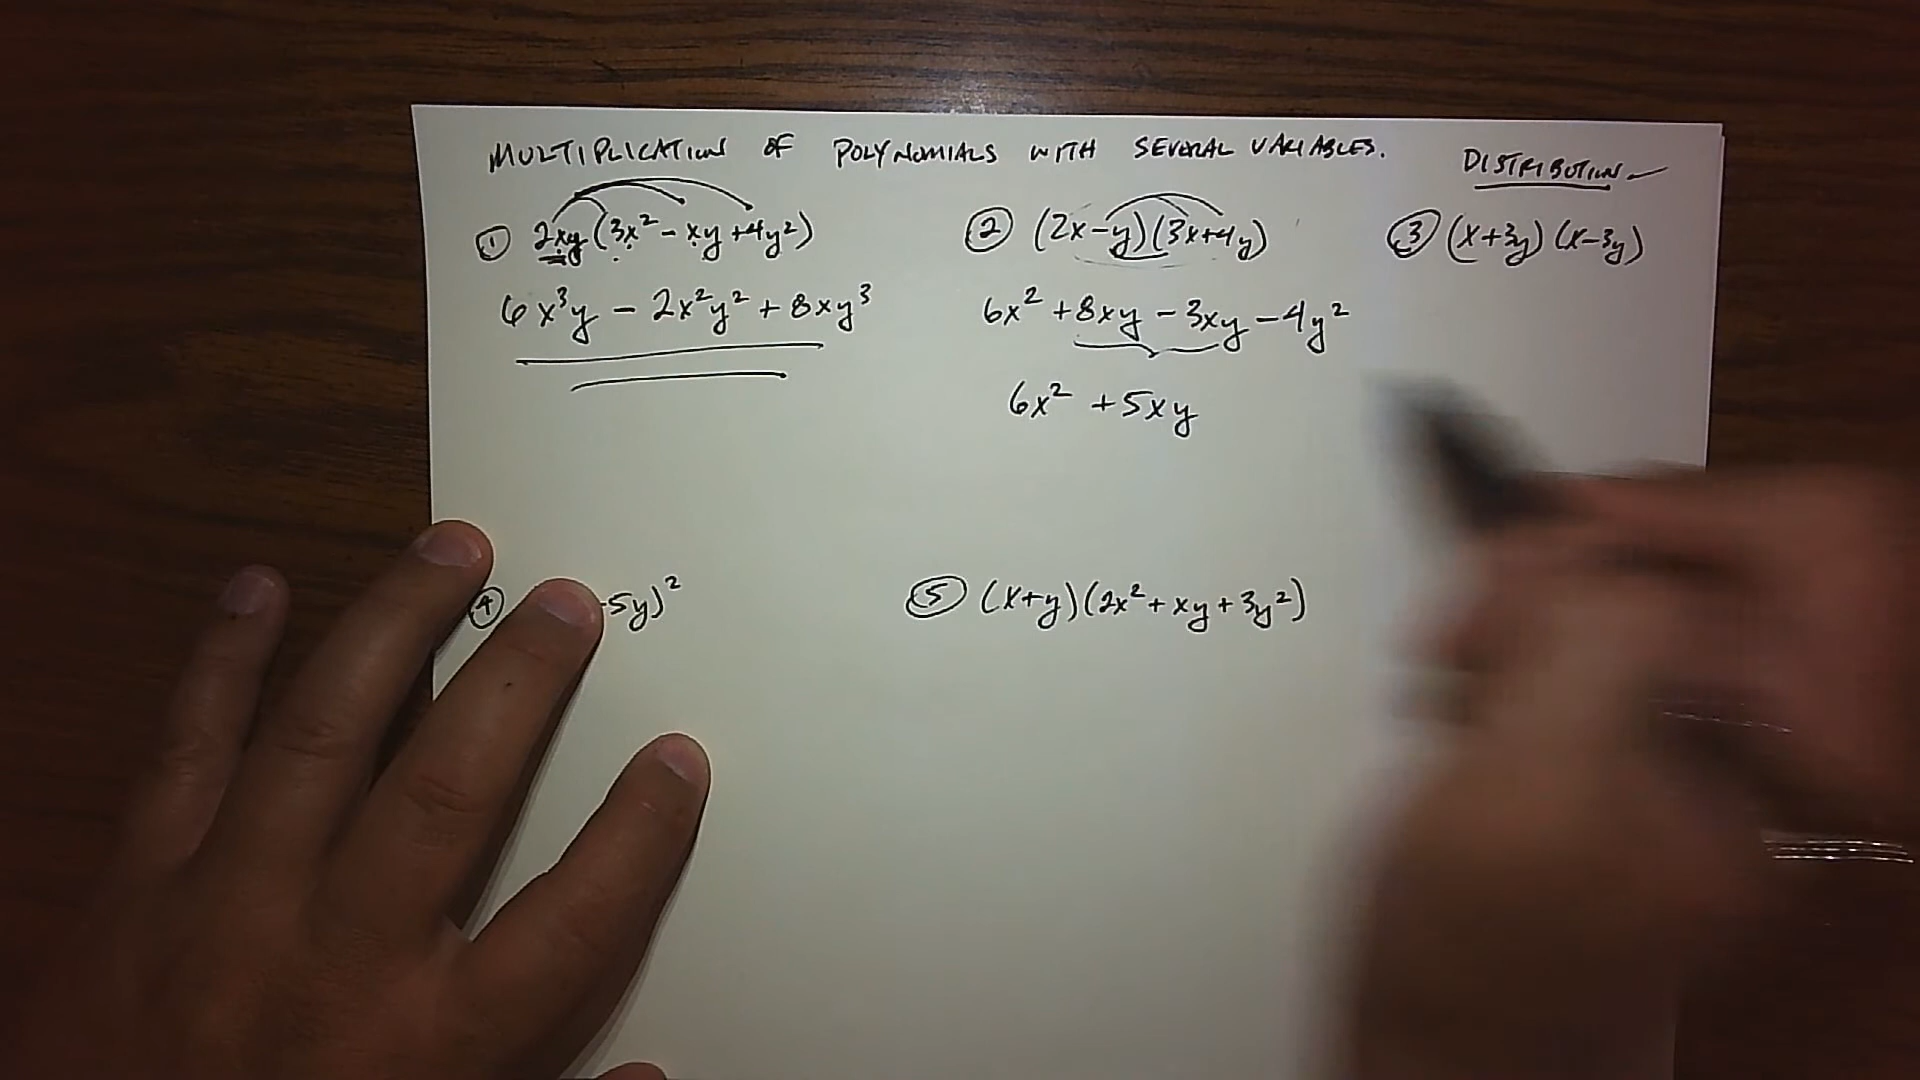 MULTIPLICATION OF POLYNOMIALS WITH SEVERAL VARIABLES.
DISTRIBUTION
① 2xy(3x² - xy + 4y²)
6x³y - 2x²y² + 8xy³
② (2x-y)(3x+4y)
6x² + 8xy - 3xy - 4y²
6x² + 5xy
③ (x+3y)(x-3y)
④ -5y)²
⑤ (x+y)(2x² + xy + 3y²)